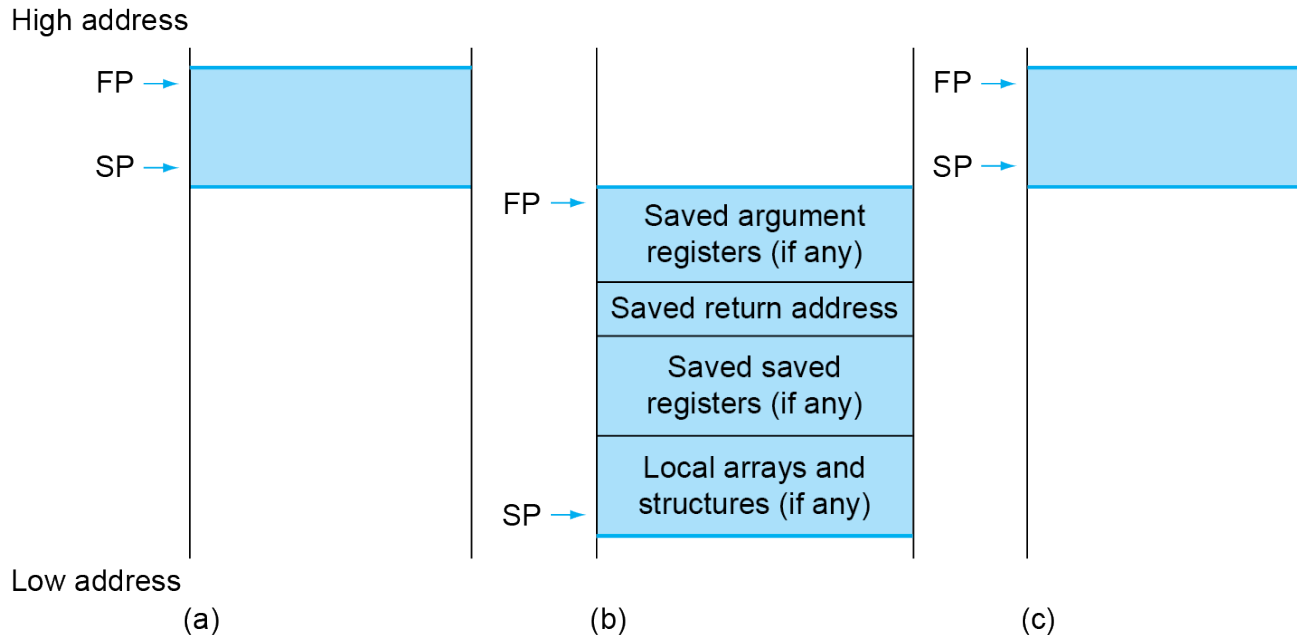 High address
FP
SP
FP
SP
FP
Saved argument
registers (if any)
Saved return address
Saved saved
registers (if any)
Local arrays and
structures (if any)
SP
Low address
(a)
(b)
(c)